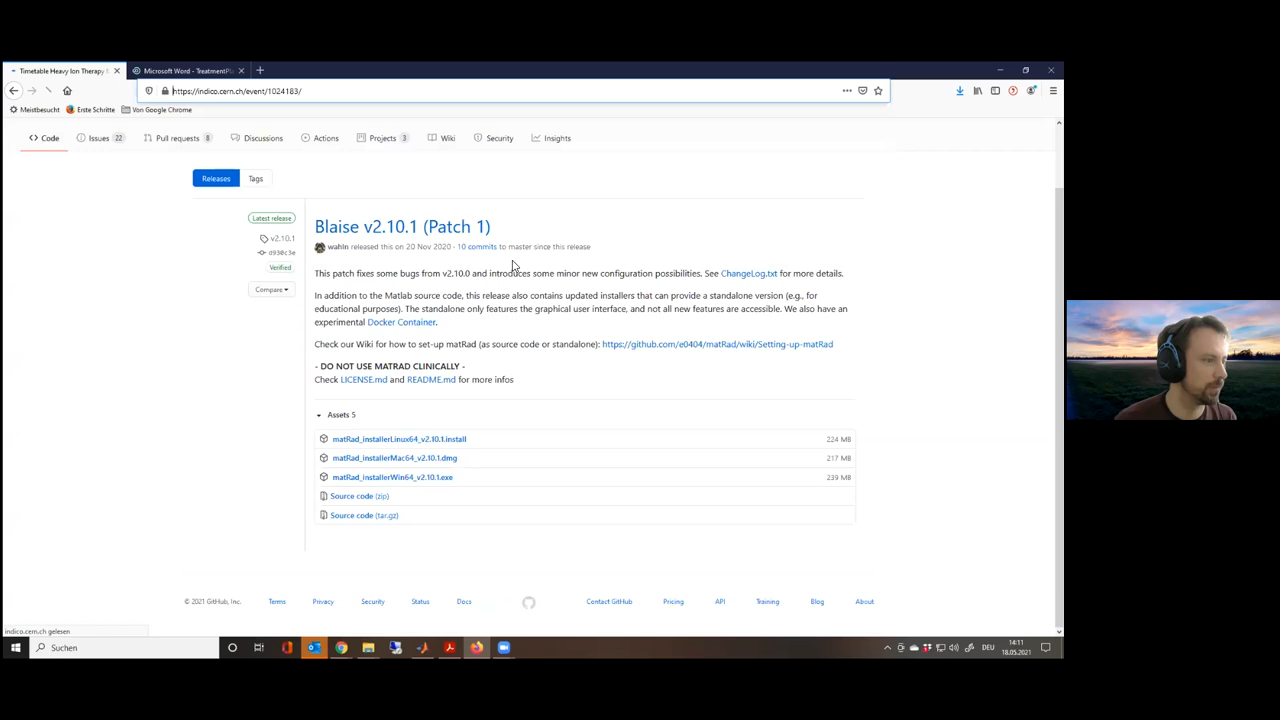 Timetable Heavy Ion Therapy
Microsoft Word - TreatmentPl
https://indico.cern.ch/event/1024183/
Meistbesucht Erste Schritte Von Google Chrome
Code Issues 22 Pull requests 8 Discussions Actions Projects 3 Wiki Security Insights
Releases Tags
Latest release
v2.10.1
d930c3e
Verified
Compare
Blaise v2.10.1 (Patch 1)
wahln released this on 20 Nov 2020 · 10 commits to master since this release
This patch fixes some bugs from v2.10.0 and introduces some minor new configuration possibilities. See ChangeLog.txt for more details.
In addition to the Matlab source code, this release also contains updated installers that can provide a standalone version (e.g., for
educational purposes). The standalone only features the graphical user interface, and not all new features are accessible. We also have an
experimental Docker Container.
Check our Wiki for how to set-up matRad (as source code or standalone): https://github.com/e0404/matRad/wiki/Setting-up-matRad
- DO NOT USE MATRAD CLINICALLY -
Check LICENSE.md and README.md for more infos
Assets 5
matRad_installerLinux64_v2.10.1.install 224 MB
matRad_installerMac64_v2.10.1.dmg 217 MB
matRad_installerWin64_v2.10.1.exe 239 MB
Source code (zip)
Source code (tar.gz)
© 2021 GitHub, Inc. Terms Privacy Security Status Docs Contact GitHub Pricing API Training Blog About
indico.cern.ch gelesen
Suchen
DEU
14:11
18.05.2021